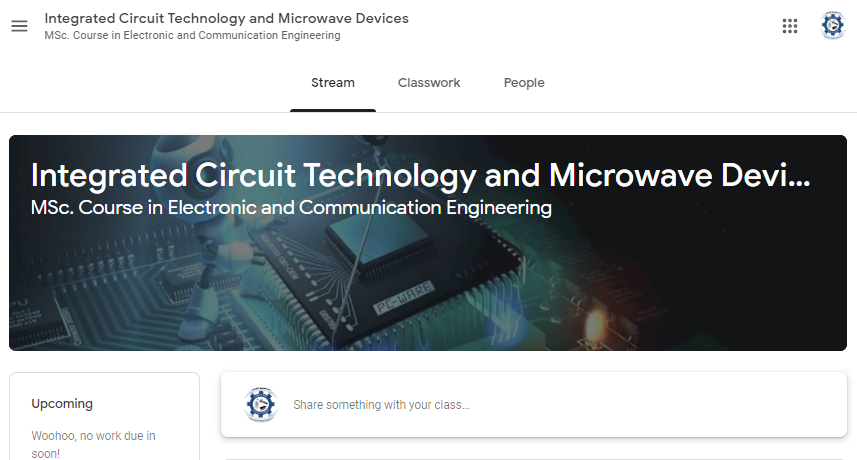 Integrated Circuit Technology and Microwave Devices
MSc. Course in Electronic and Communication Engineering
Stream
Classwork
People
Integrated Circuit Technology and Microwave Devi...
MSc. Course in Electronic and Communication Engineering
PC-WARE
Upcoming
Woohoo, no work due in
soon!
Share something with your class...